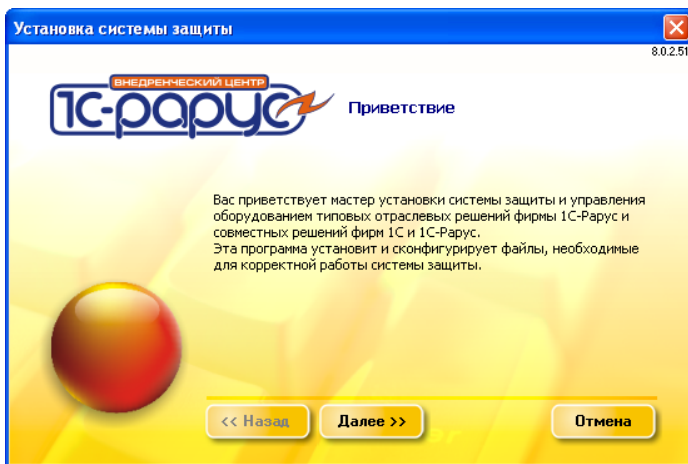 Установка системы защиты
8.0.2.51
ВНЕДРЕНЧЕСКИЙ ЦЕНТР
1С-рарус
Приветствие
Вас приветствует мастер установки системы защиты и управления
оборудованием типовых отраслевых решений фирмы 1С-Рарус и
совместных решений фирм 1С и 1С-Рарус.
Эта программа установит и сконфигурирует файлы, необходимые
для корректной работы системы защиты.
<< Назад
Далее >>
Отмена